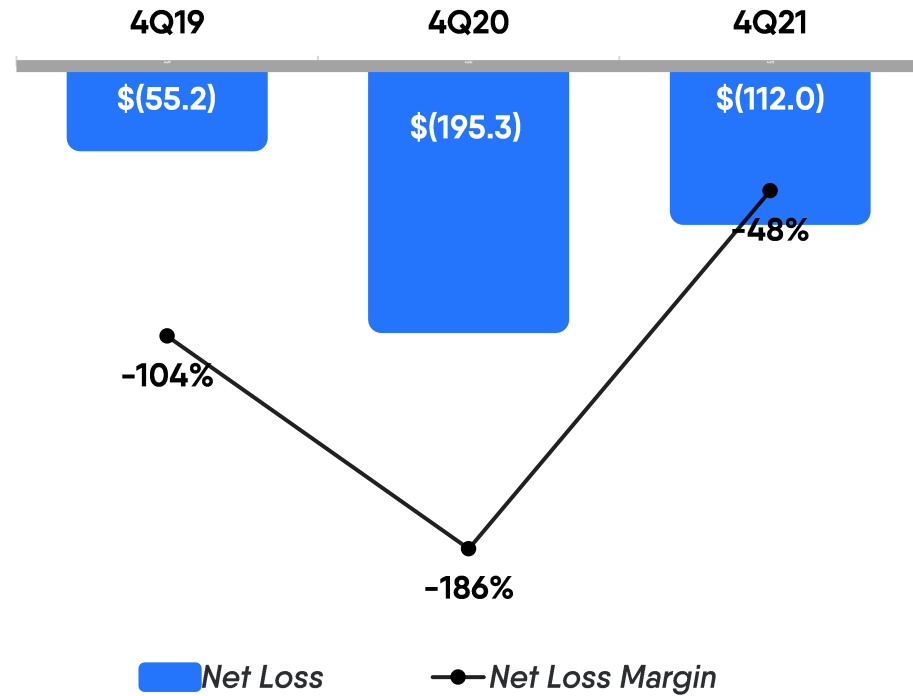 4Q19 4Q20 4Q21
$(55.2) $(195.3) $(112.0)
-48%
-104%
-186%
Net Loss Net Loss Margin